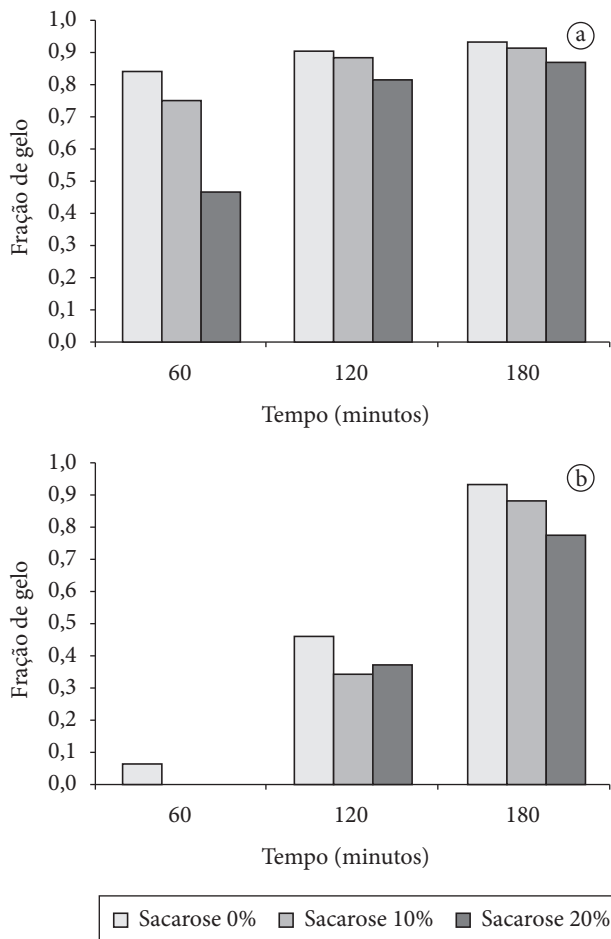 1,0
0,9
0,8
0,7
0,6
0,5
0,4
0,3
0,2
0,1
0,0
Fração de gelo
a
60 120 180
Tempo (minutos)
1,0
0,9
0,8
0,7
0,6
0,5
0,4
0,3
0,2
0,1
0,0
Fração de gelo
b
60 120 180
Tempo (minutos)
Sacarose 0% Sacarose 10% Sacarose 20%